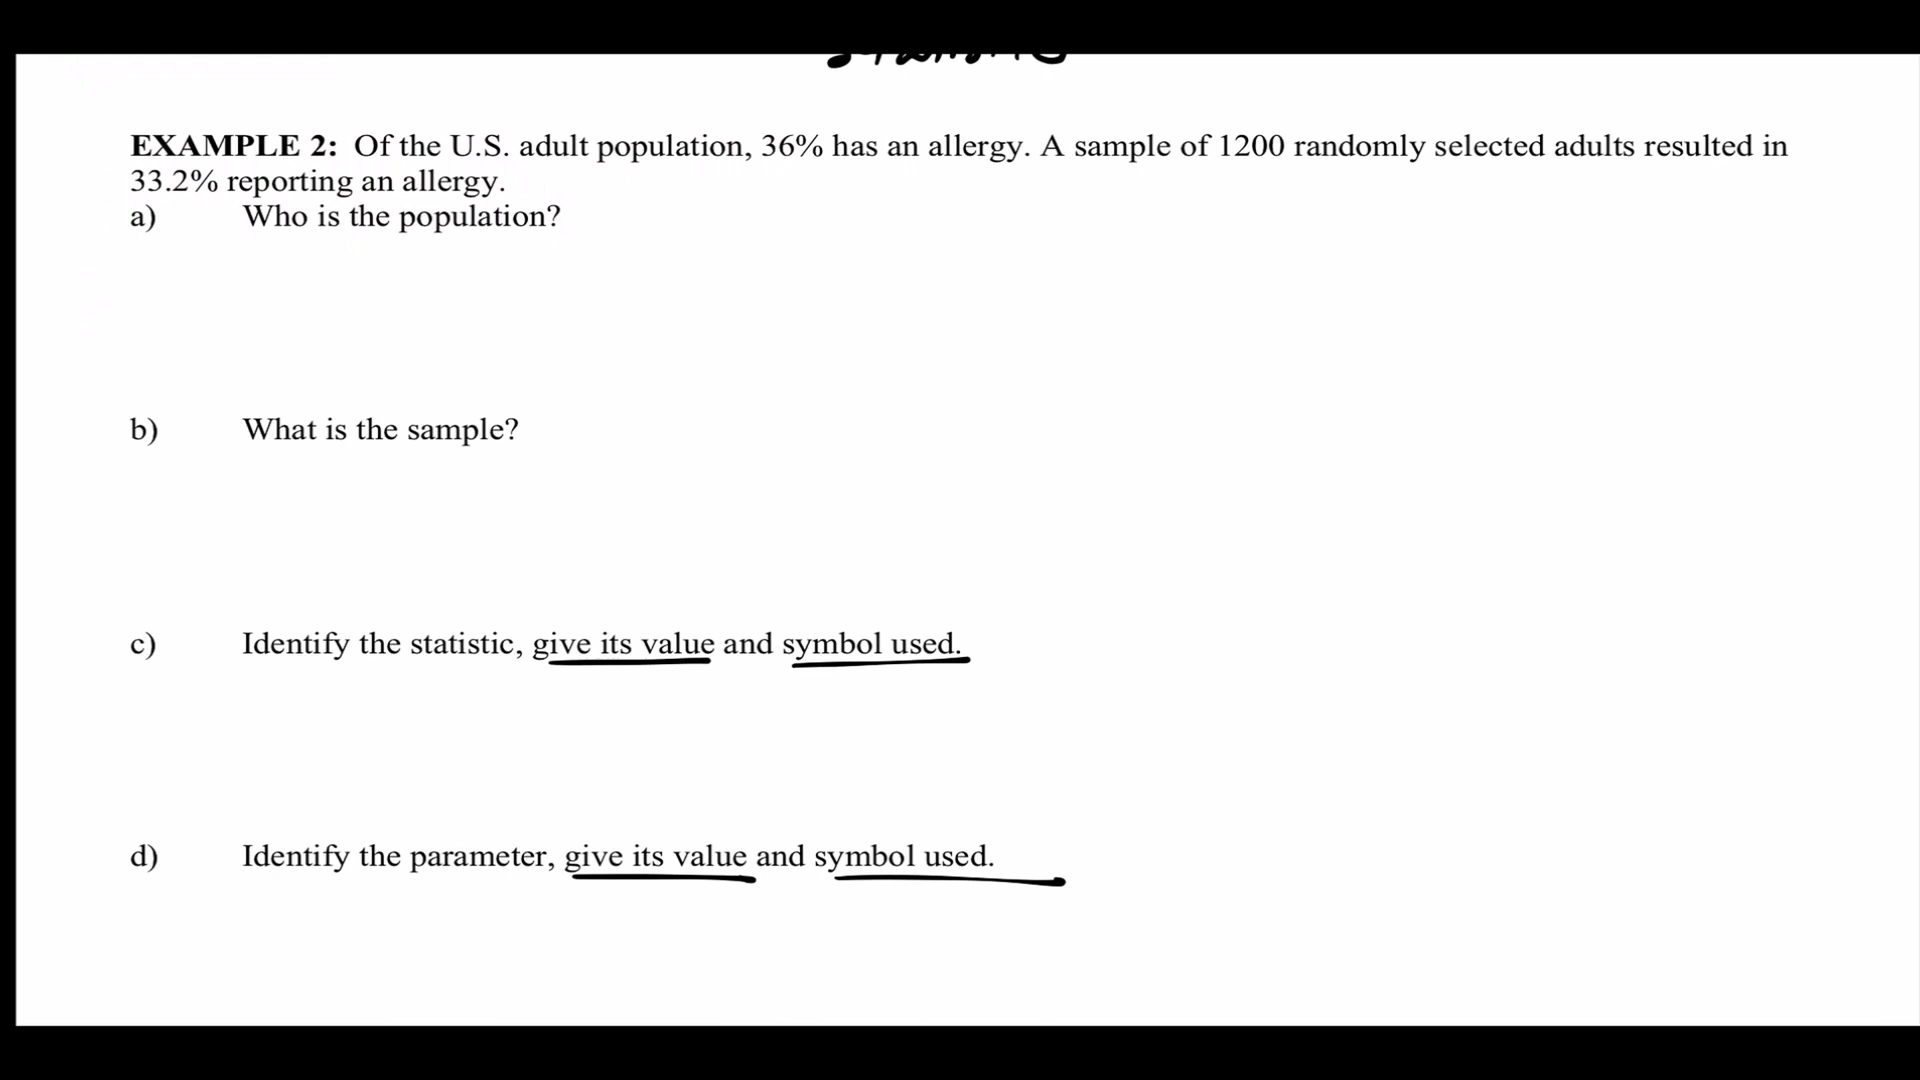 EXAMPLE 2: Of the U.S. adult population, 36% has an allergy. A sample of 1200 randomly selected adults resulted in
33.2% reporting an allergy.
a) Who is the population?
b) What is the sample?
c) Identify the statistic, give its value and symbol used.
d) Identify the parameter, give its value and symbol used.